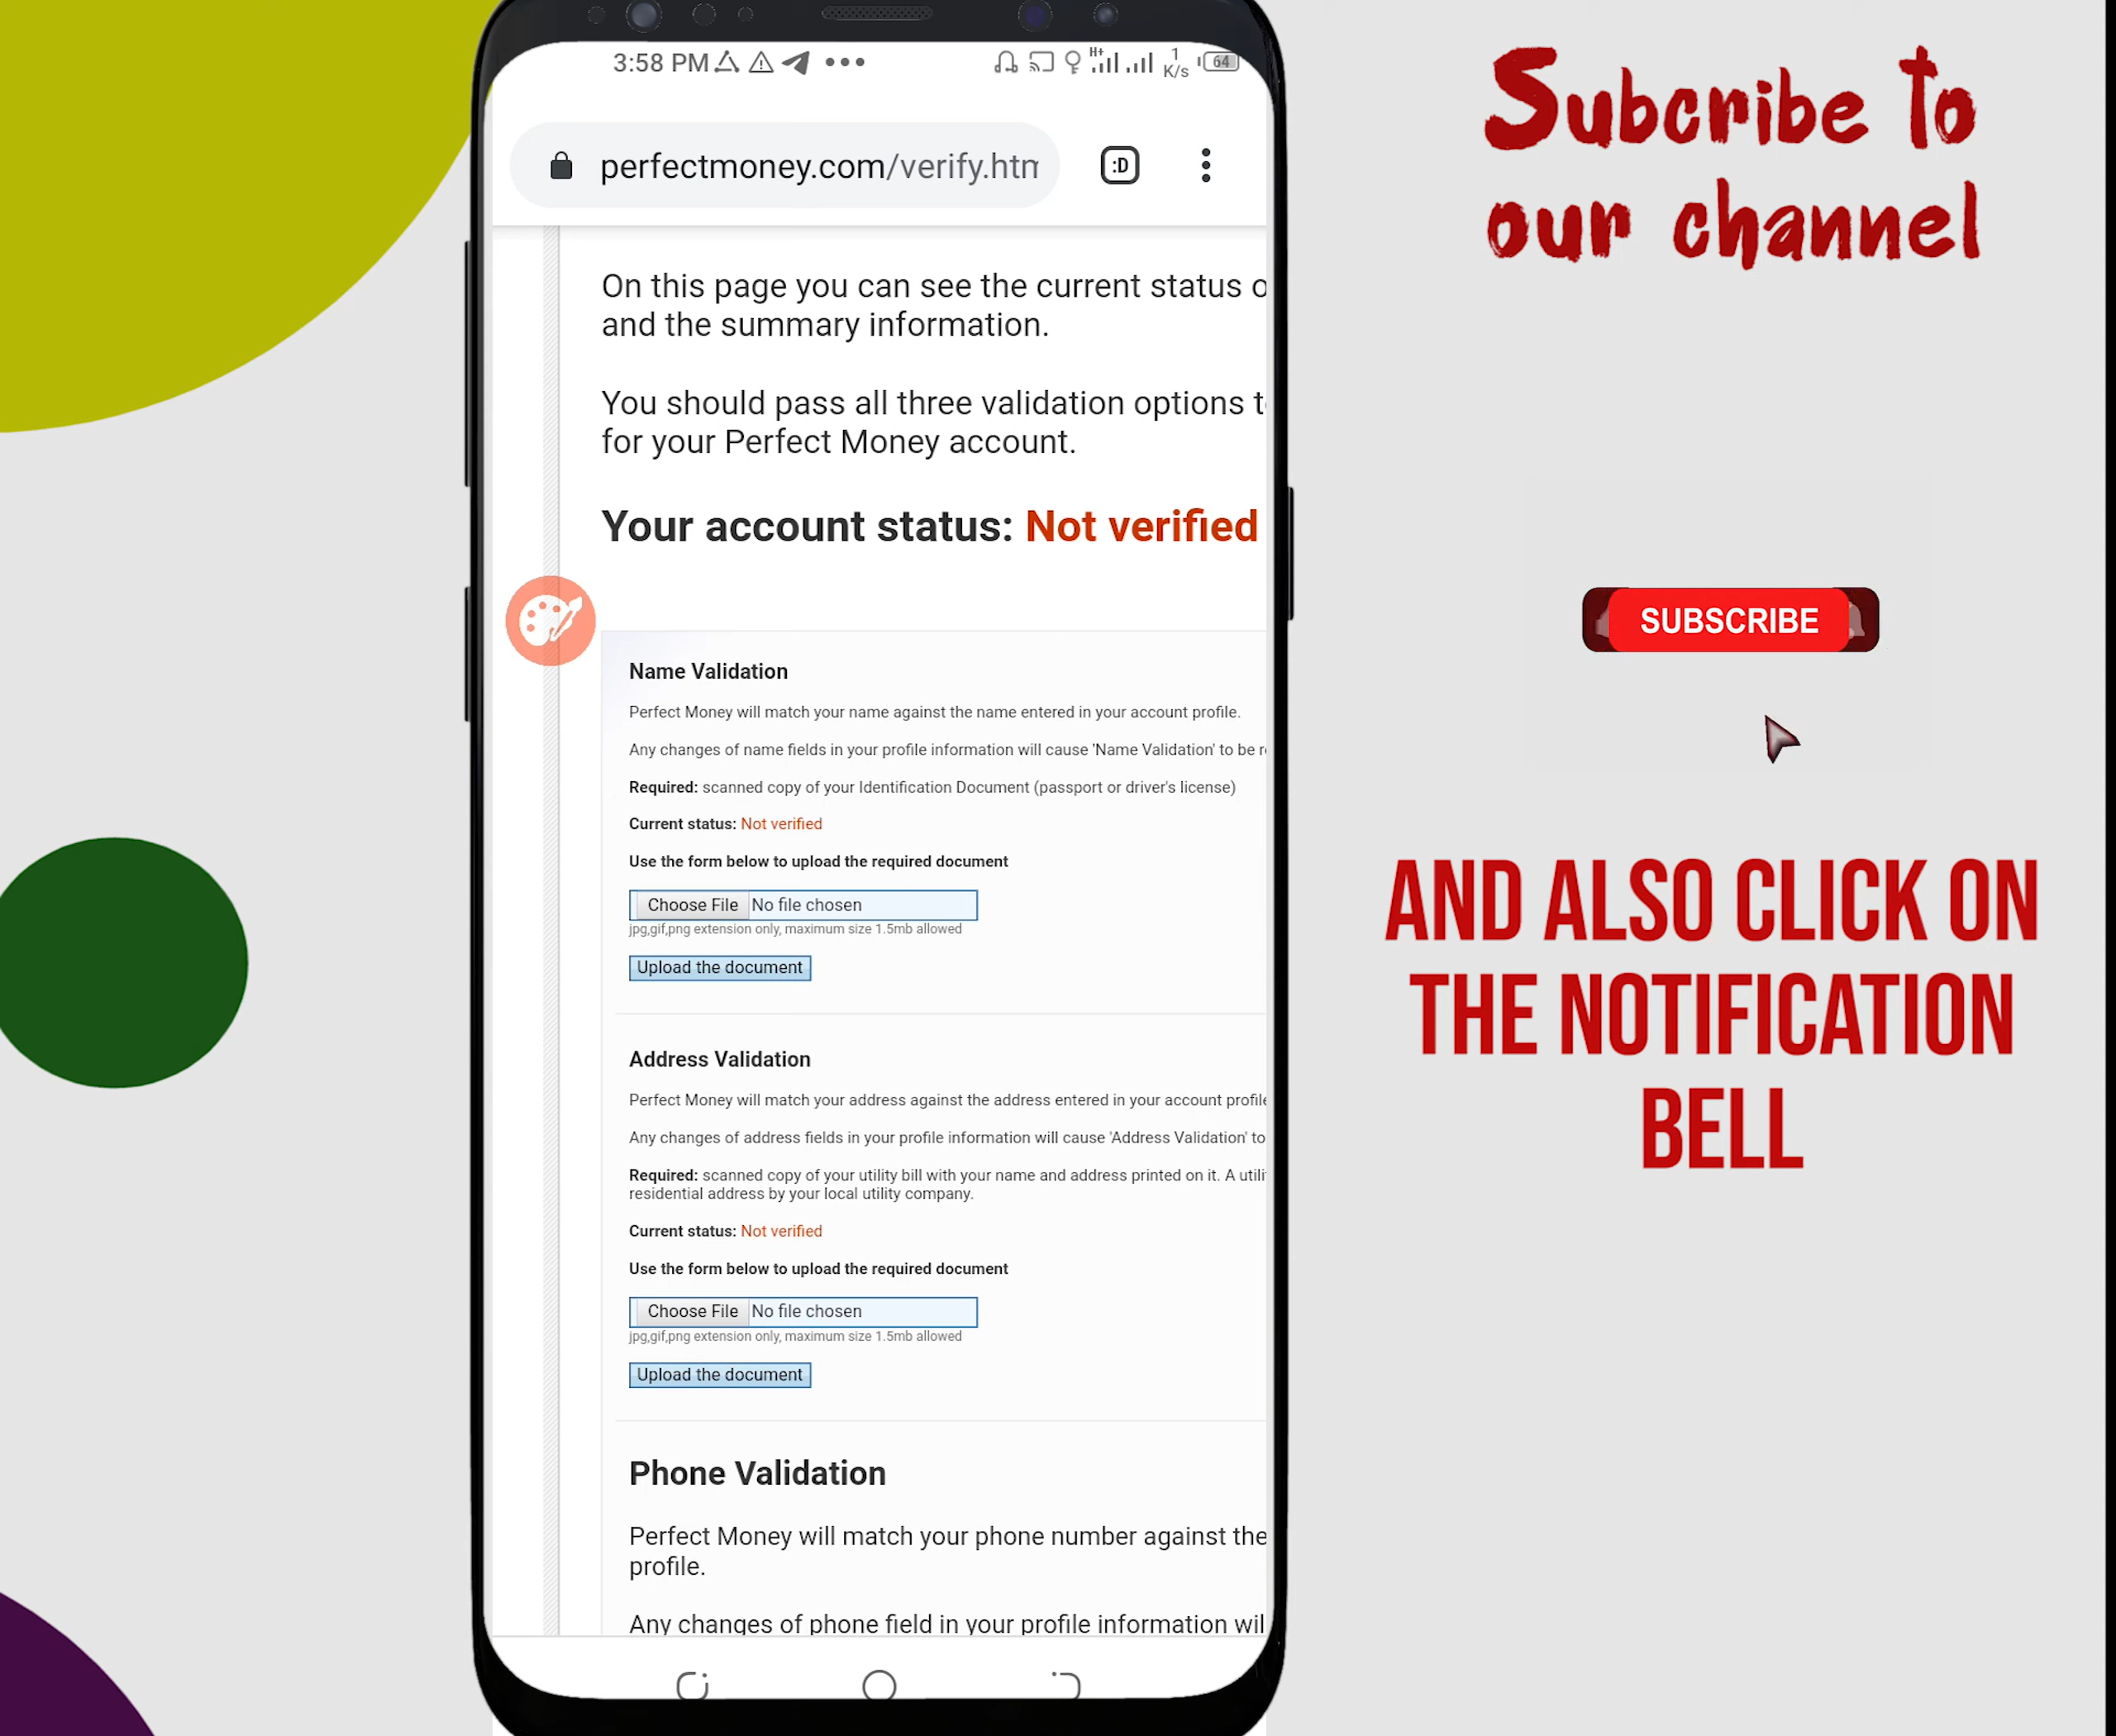 3:58 PM
H+
1
K/s
64
perfectmoney.com/verify.htm
:D
On this page you can see the current status o
and the summary information.
You should pass all three validation options t
for your Perfect Money account.
Your account status: Not verified
Name Validation
Perfect Money will match your name against the name entered in your account profile.
Any changes of name fields in your profile information will cause 'Name Validation' to be r
Required: scanned copy of your Identification Document (passport or driver's license)
Current status: Not verified
Use the form below to upload the required document
Choose File No file chosen
jpg,gif,png extension only, maximum size 1.5mb allowed
Upload the document
Address Validation
Perfect Money will match your address against the address entered in your account profile
Any changes of address fields in your profile information will cause 'Address Validation' to
Required: scanned copy of your utility bill with your name and address printed on it. A utili
residential address by your local utility company.
Current status: Not verified
Use the form below to upload the required document
Choose File No file chosen
jpg,gif,png extension only, maximum size 1.5mb allowed
Upload the document
Phone Validation
Perfect Money will match your phone number against the
profile.
Any changes of phone field in your profile information wil
Subcribe to
our channel
SUBSCRIBE
AND ALSO CLICK ON
THE NOTIFICATION
BELL